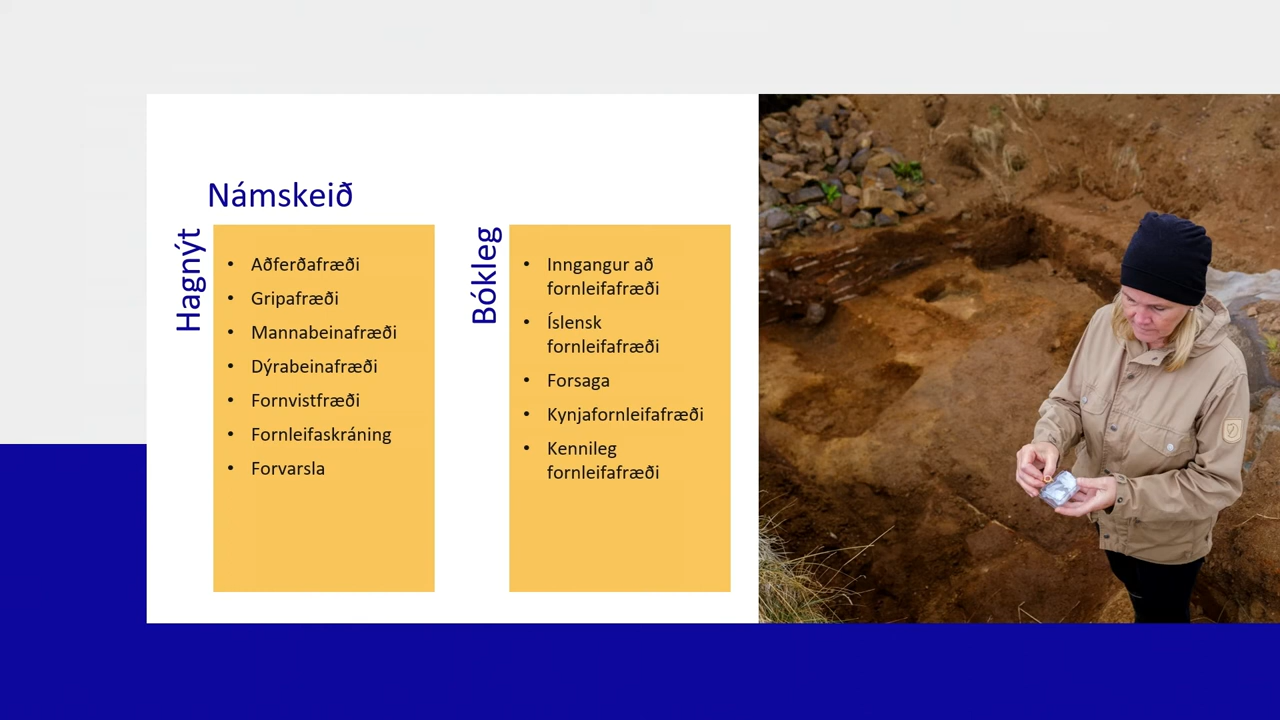 Námskeið
Hagnýt
Aðferðafræði
Gripafræði
Mannabeinafræði
Dýrabeinafræði
Fornvistfræði
Fornleifaskráning
Forvarsla
Bókleg
Inngangur að
fornleifafræði
Íslensk
fornleifafræði
Forsaga
Kynjafornleifafræði
Kennileg
fornleifafræði